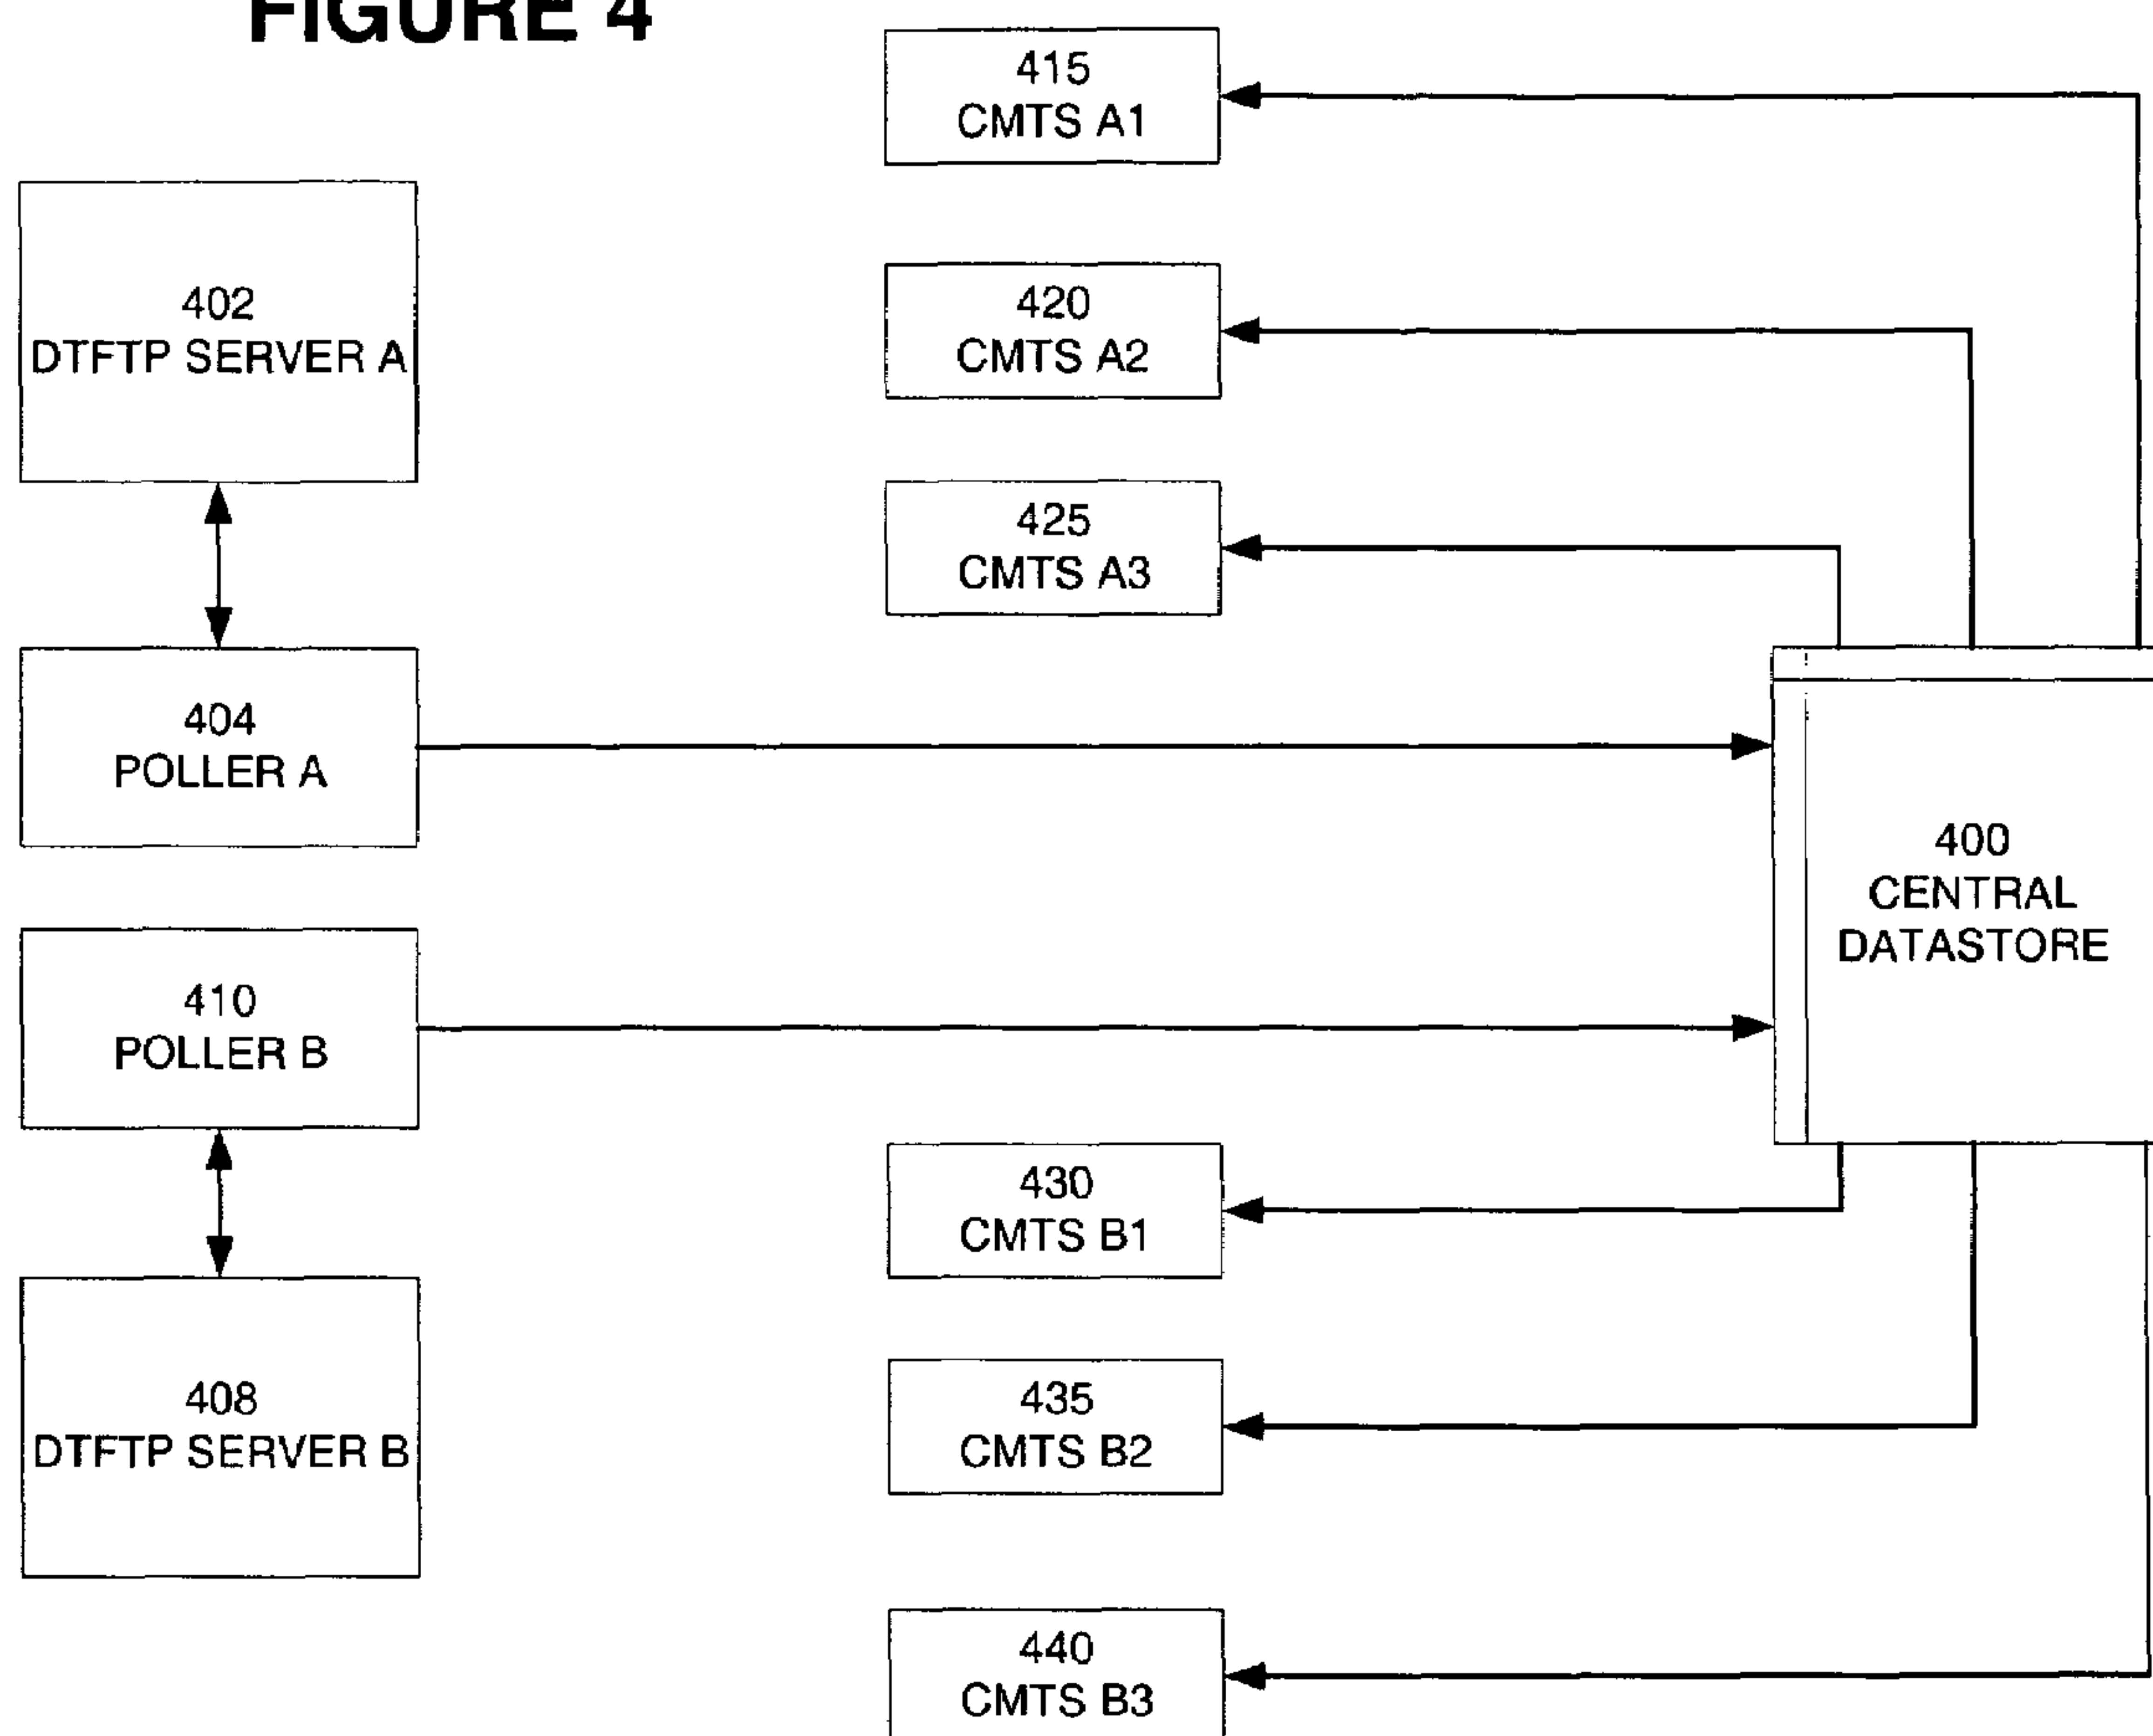 FIGURE 4
415
CMTS A1
402
DTFTP SERVER A
420
CMTS A2
425
CMTS A3
404
POLLER A
400
CENTRAL
DATASTORE
410
POLLER B
430
CMTS B1
408
DTFTP SERVER B
435
CMTS B2
440
CMTS B3